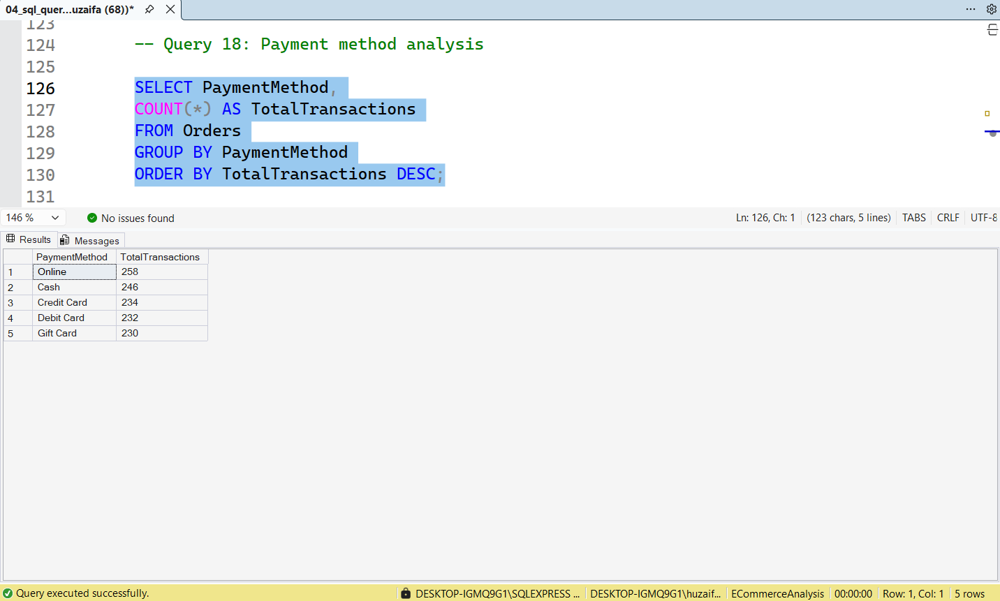 04_sql_quer...uzaifa (68))*
123
124 -- Query 18: Payment method analysis
125
126 SELECT PaymentMethod,
127 COUNT(*) AS TotalTransactions
128 FROM Orders
129 GROUP BY PaymentMethod
130 ORDER BY TotalTransactions DESC;
131
146 % No issues found Ln: 126, Ch: 1 (123 chars, 5 lines) TABS CRLF UTF-8
Results Messages
PaymentMethod TotalTransactions
1 Online 258
2 Cash 246
3 Credit Card 234
4 Debit Card 232
5 Gift Card 230
Query executed successfully. DESKTOP-IGMQ9G1\SQLEXPRESS ... DESKTOP-IGMQ9G1\huzaif... ECommerceAnalysis 00:00:00 Row: 1, Col: 1 5 rows